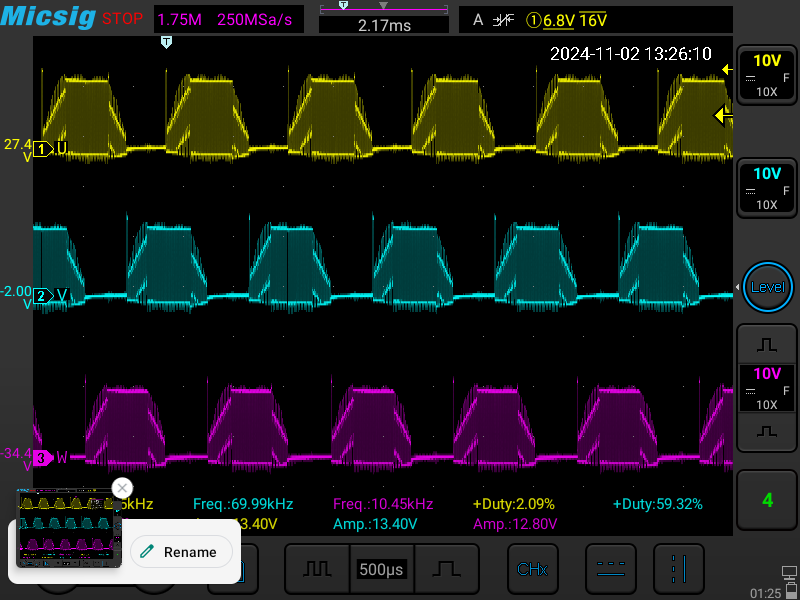 Micsig STOP 1.75M 250MSa/s T 2.17ms A 1 6.8V 16V
T
2024-11-02 13:26:10
10V
F
10X
27.4 V 1 U
10V
F
10X
-2.00 V 2 V
Level
10V
F
10X
-34.4 V 3 W
kHz Freq.:69.99kHz Freq.:10.45kHz +Duty:2.09% +Duty:59.32%
3.40V Amp.:13.40V Amp.:12.80V
4
Rename
500μs
CHx
01:25